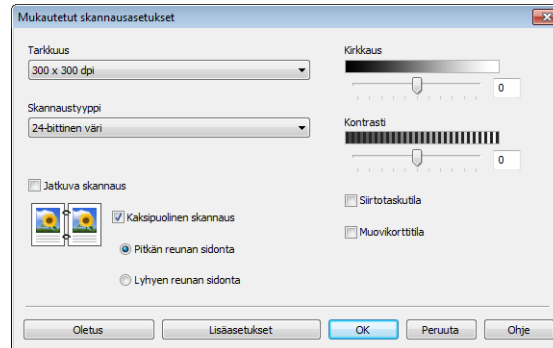 Mukautetut skannausasetukset
Tarkkuus
300 x 300 dpi
Skannaustyyppi
24-bittinen väri
Jatkuva skannaus
Kaksipuolinen skannaus
Pitkän reunan sidonta
Lyhyen reunan sidonta
Kirkkaus
0
Kontrasti
0
Siirtotaskutila
Muovikorttitila
Oletus
Lisäasetukset
OK
Peruuta
Ohje